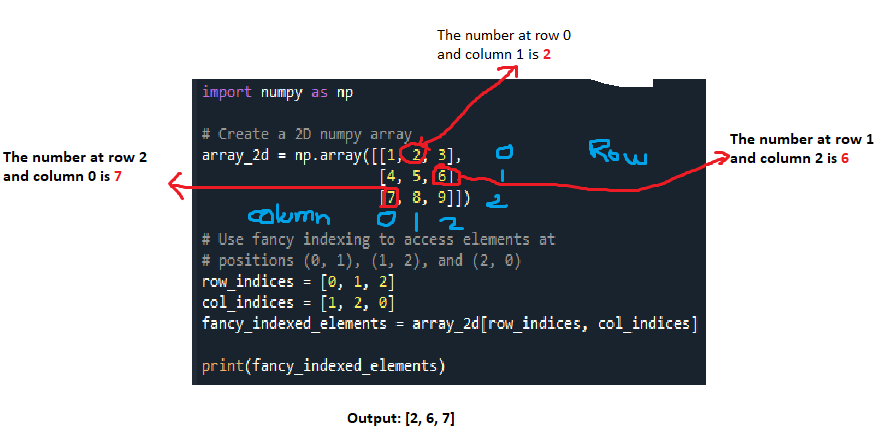 The number at row 0
and column 1 is 2
import numpy as np
# Create a 2D numpy array
array_2d = np.array([[1, 2, 3],
[4, 5, 6],
[7, 8, 9]])
0
1
2
Row
The number at row 1
and column 2 is 6
The number at row 2
and column 0 is 7
column 0 1 2
# Use fancy indexing to access elements at
# positions (0, 1), (1, 2), and (2, 0)
row_indices = [0, 1, 2]
col_indices = [1, 2, 0]
fancy_indexed_elements = array_2d[row_indices, col_indices]
print(fancy_indexed_elements)
Output: [2, 6, 7]